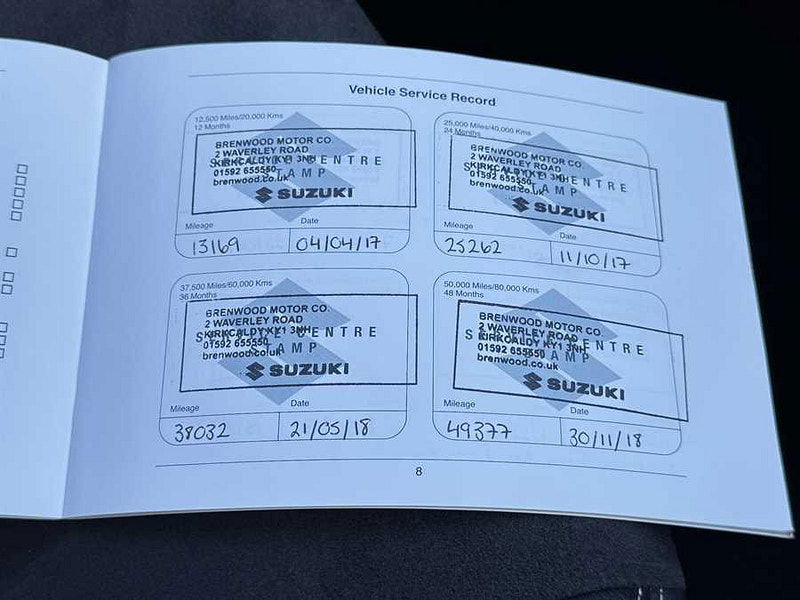 Vehicle Service Record
12,500 Miles/20,000 Kms
12 Months
BRENWOOD MOTOR CO.
2 WAVERLEY ROAD
KIRKCALDY KY1 3NH
01592 655550
brenwood.co.uk
SUZUKI
Mileage
Date
13169
04/04/17
25,000 Miles/40,000 Kms
24 Months
BRENWOOD MOTOR CO.
2 WAVERLEY ROAD
KIRKCALDY KY1 3NH
01592 655550
brenwood.co.uk
SUZUKI
Mileage
Date
25262
11/10/17
37,500 Miles/60,000 Kms
36 Months
BRENWOOD MOTOR CO.
2 WAVERLEY ROAD
KIRKCALDY KY1 3NH
01592 655550
brenwood.co.uk
SUZUKI
Mileage
Date
38032
21/05/18
50,000 Miles/80,000 Kms
48 Months
BRENWOOD MOTOR CO.
2 WAVERLEY ROAD
KIRKCALDY KY1 3NH
01592 655550
brenwood.co.uk
SUZUKI
Mileage
Date
49377
30/11/18
8